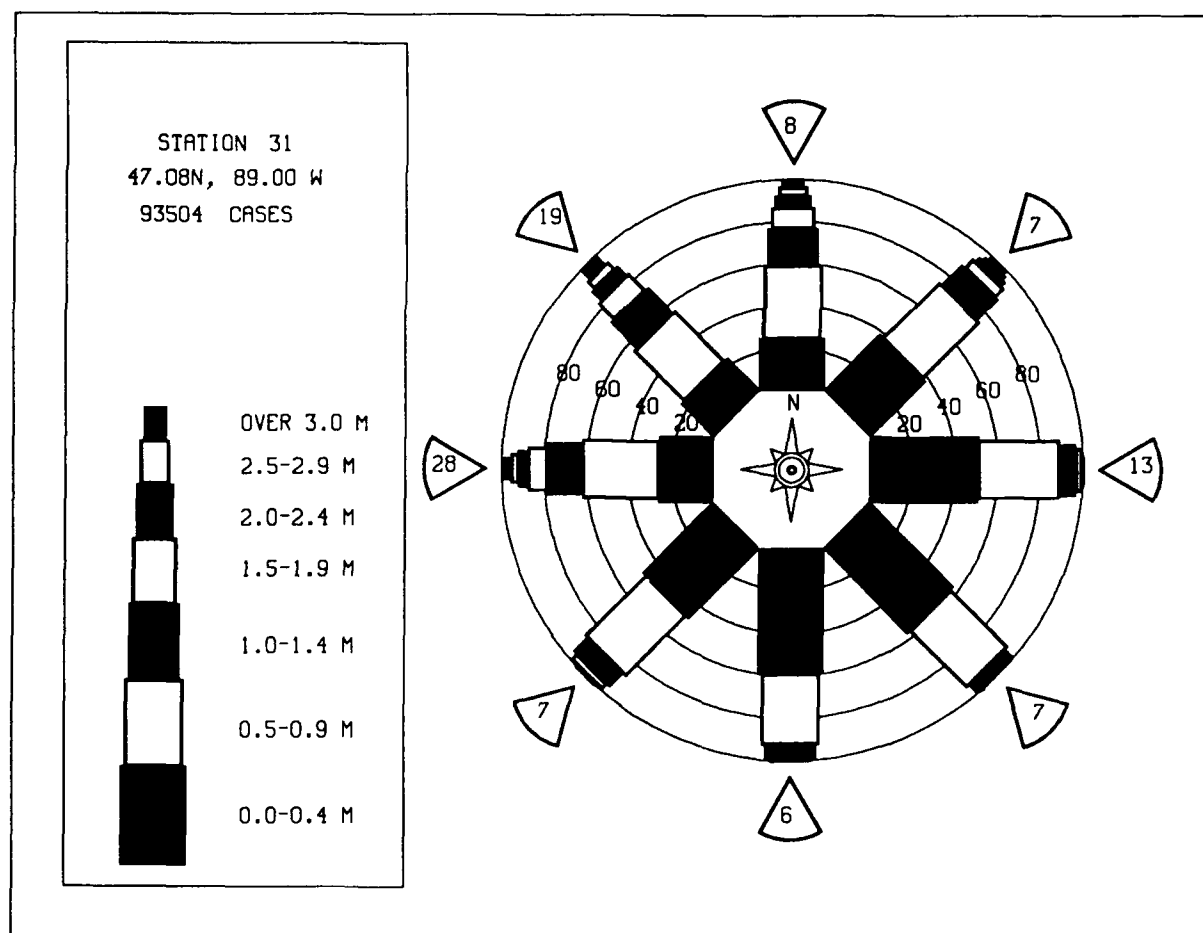 STATION 31
47.08N, 89.00 W
93504 CASES
OVER 3.0 M
2.5-2.9 M
2.0-2.4 M
1.5-1.9 M
1.0-1.4 M
0.5-0.9 M
0.0-0.4 M
8
19
7
80
60
40
20
N
20
40
60
80
28
13
7
7
6